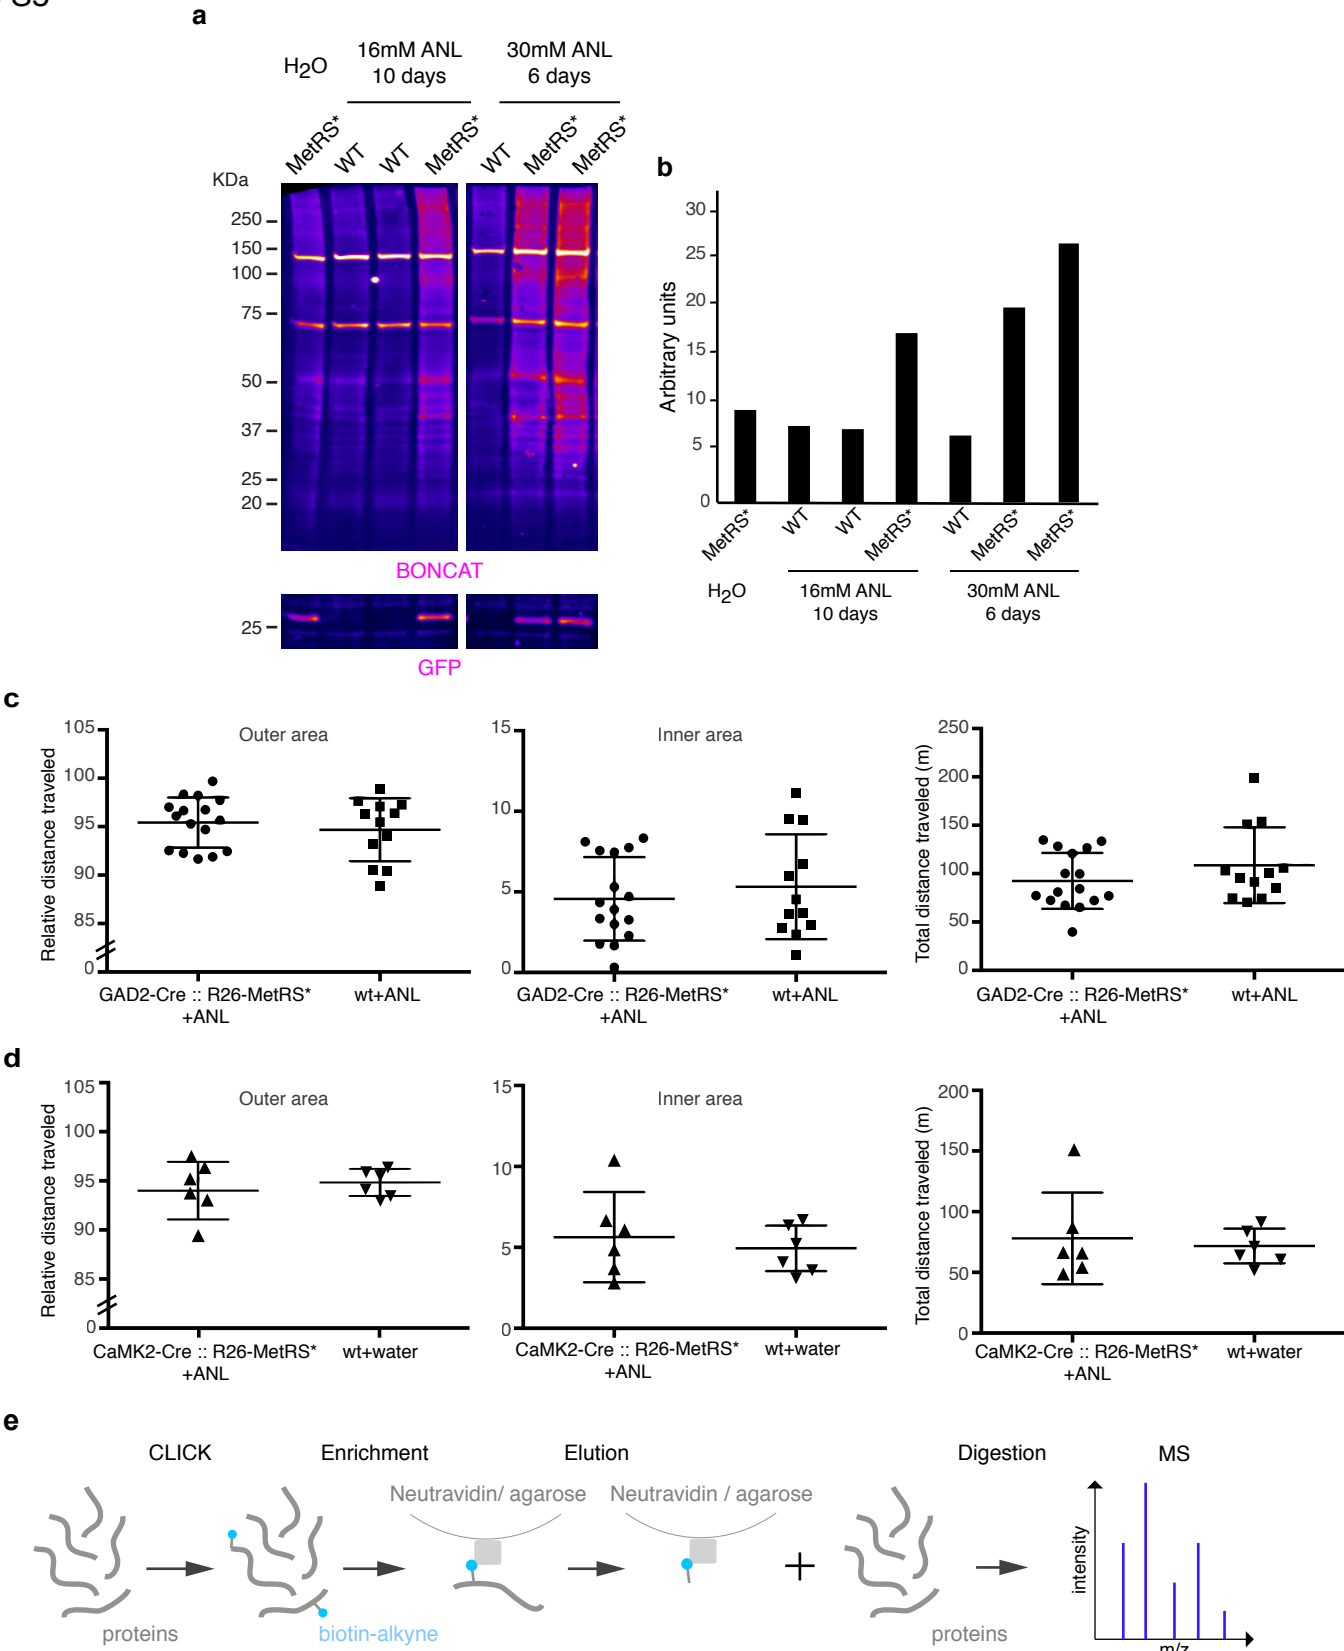 a
H2O
16mM ANL
10 days
30mM ANL
6 days
MetRS*
WT
WT
MetRS*
WT
MetRS*
MetRS*
KDa
250
150
100
75
50
37
25
20
BONCAT
25
GFP
b
Arbitrary units
30
25
20
15
10
5
0
MetRS*
WT
WT
MetRS*
WT
MetRS*
MetRS*
H2O
16mM ANL
10 days
30mM ANL
6 days
c
Relative distance traveled
105
100
95
90
85
0
Outer area
GAD2-Cre :: R26-MetRS*
+ANL
wt+ANL
15
10
5
0
Inner area
GAD2-Cre :: R26-MetRS*
+ANL
wt+ANL
Total distance traveled (m)
250
200
150
100
50
0
GAD2-Cre :: R26-MetRS*
+ANL
wt+ANL
d
Relative distance traveled
105
100
95
90
85
0
Outer area
CaMK2-Cre :: R26-MetRS*
+ANL
wt+water
15
10
5
0
Inner area
CaMK2-Cre :: R26-MetRS*
+ANL
wt+water
Total distance traveled (m)
200
150
100
50
0
CaMK2-Cre :: R26-MetRS*
+ANL
wt+water
e
CLICK
Enrichment
Elution
Digestion
MS
Neutravidin/ agarose
Neutravidin / agarose
+
intensity
proteins
biotin-alkyne
proteins
m/z